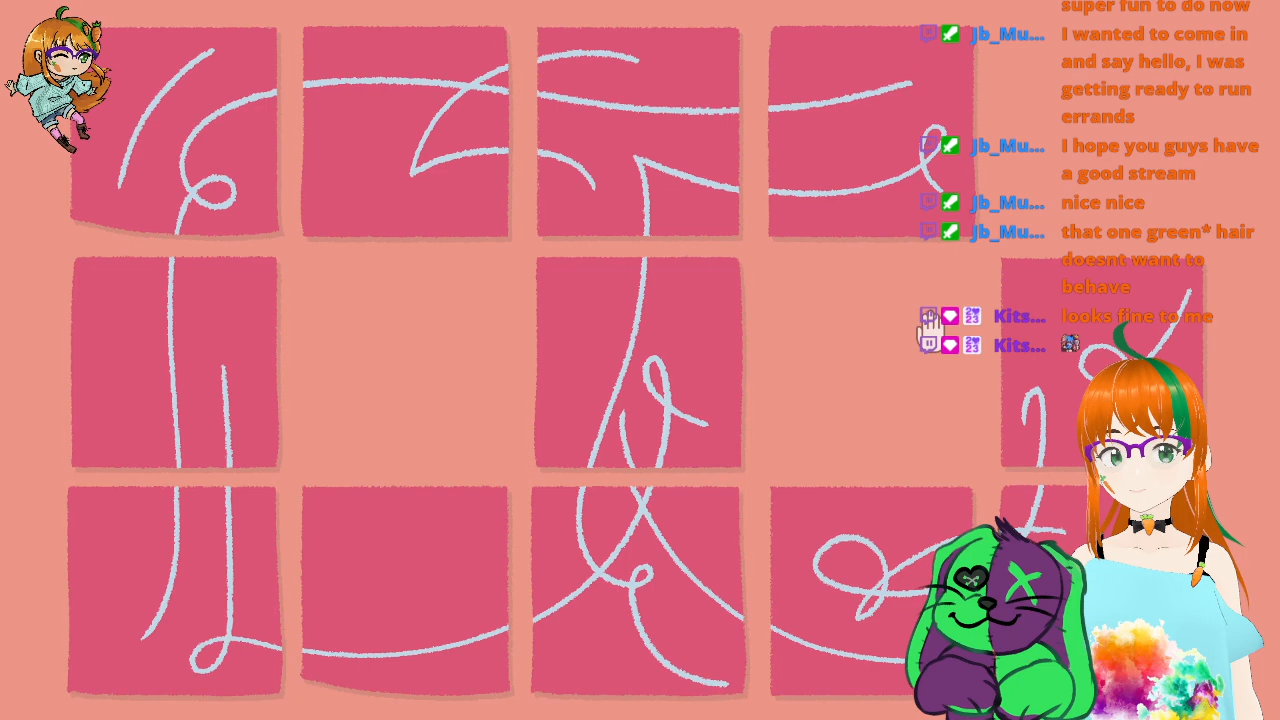 super fun to do now
Jb_Mu... I wanted to come in
and say hello, I was
getting ready to run
errands
Jb_Mu... I hope you guys have
a good stream
Jb_Mu... nice nice
Jb_Mu... that one green* hair
doesnt want to
behave
Kits... looks fine to me
Kits...